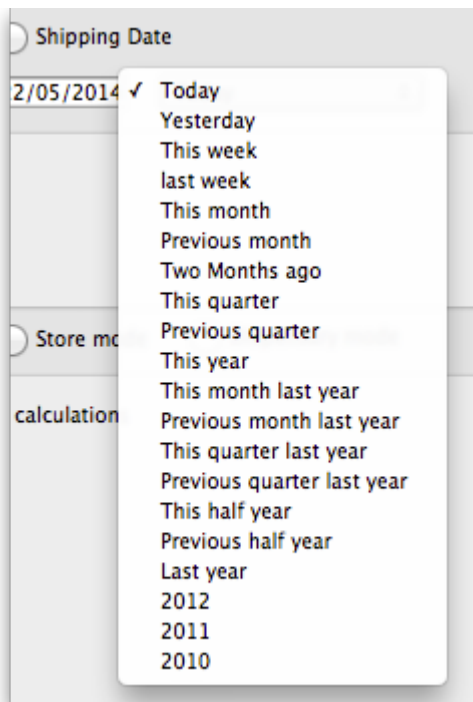 Shipping Date
2/05/2014 ✓ Today
Yesterday
This week
last week
This month
Previous month
Two Months ago
This quarter
Store mo Previous quarter mode
This year
This month last year
calculation Previous month last year
This quarter last year
Previous quarter last year
This half year
Previous half year
Last year
2012
2011
2010